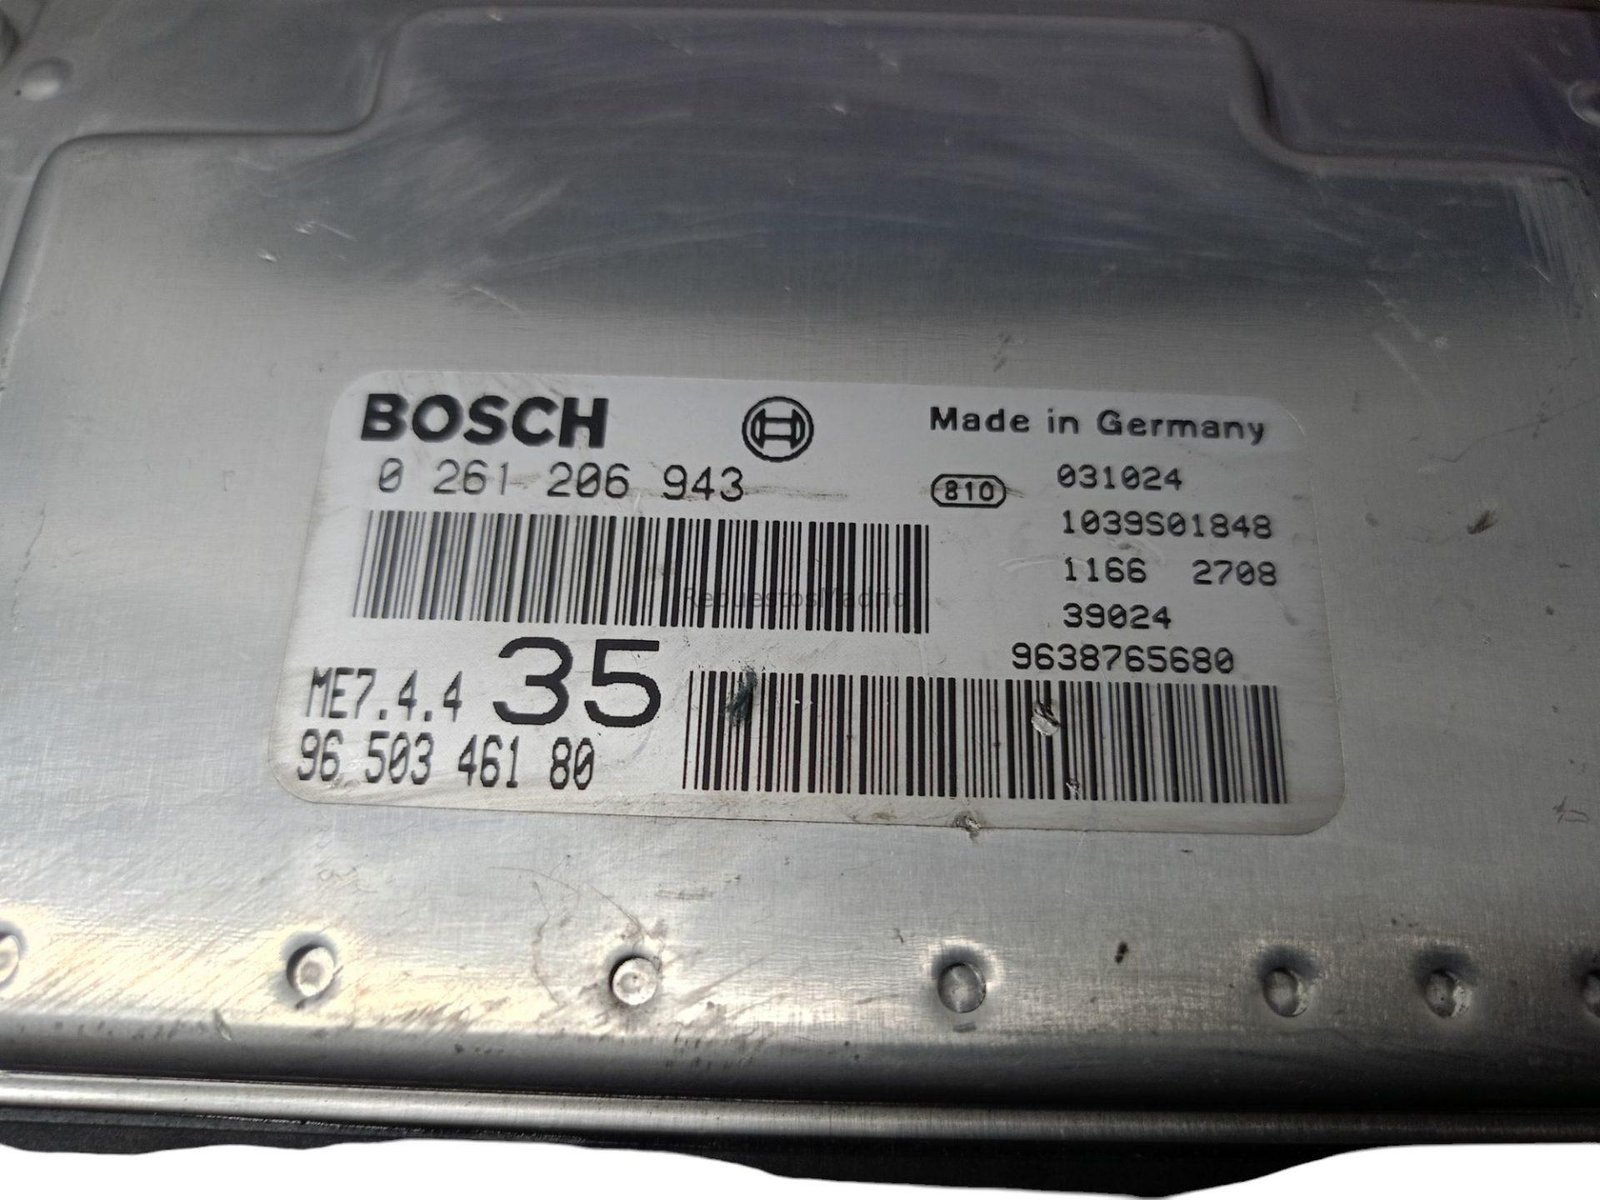 BOSCH
Made in Germany
0 261 206 943
810
031024
1039S01848
1166 2708
39024
RepuestosMadrid
9638765680
ME7.4.4
35
96 503 461 80